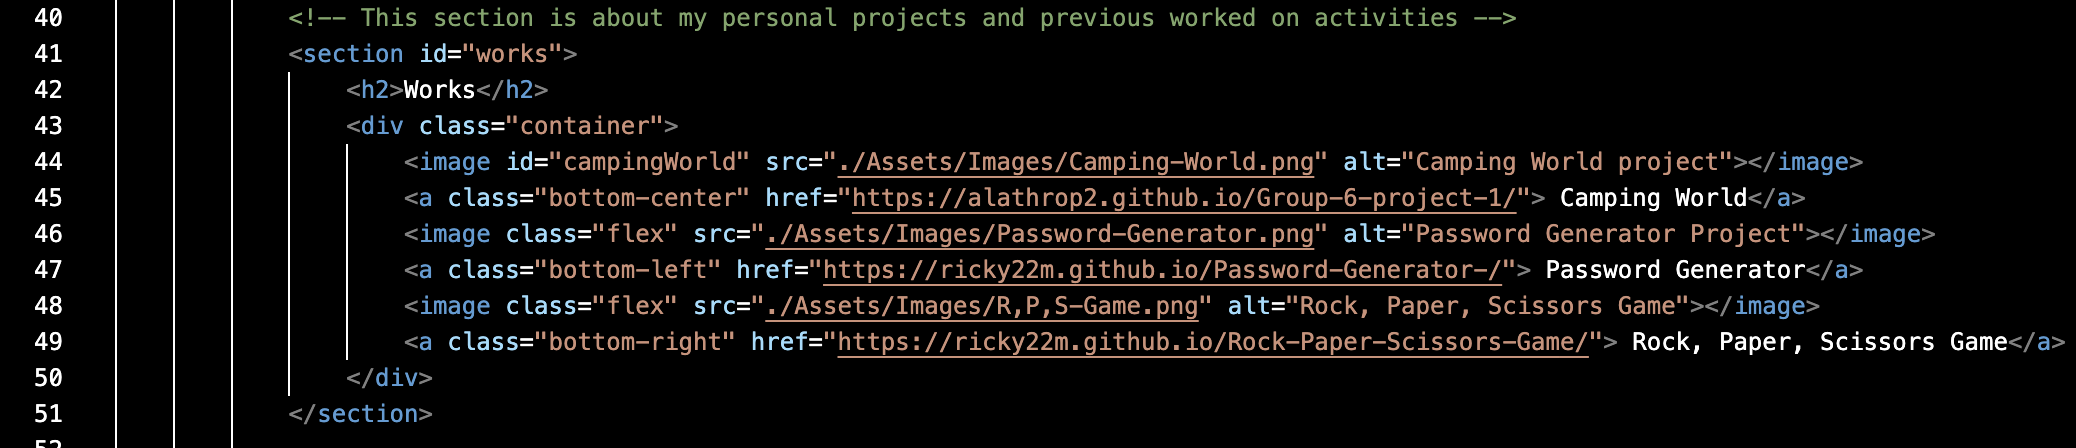 40 <!-- This section is about my personal projects and previous worked on activities -->
41 <section id="works">
42 <h2>Works</h2>
43 <div class="container">
44 <image id="campingWorld" src="./Assets/Images/Camping-World.png" alt="Camping World project"></image>
45 <a class="bottom-center" href="https://alathrop2.github.io/Group-6-project-1/"> Camping World</a>
46 <image class="flex" src="./Assets/Images/Password-Generator.png" alt="Password Generator Project"></image>
47 <a class="bottom-left" href="https://ricky22m.github.io/Password-Generator-/"> Password Generator</a>
48 <image class="flex" src="./Assets/Images/R,P,S-Game.png" alt="Rock, Paper, Scissors Game"></image>
49 <a class="bottom-right" href="https://ricky22m.github.io/Rock-Paper-Scissors-Game/"> Rock, Paper, Scissors Game</a>
50 </div>
51 </section>